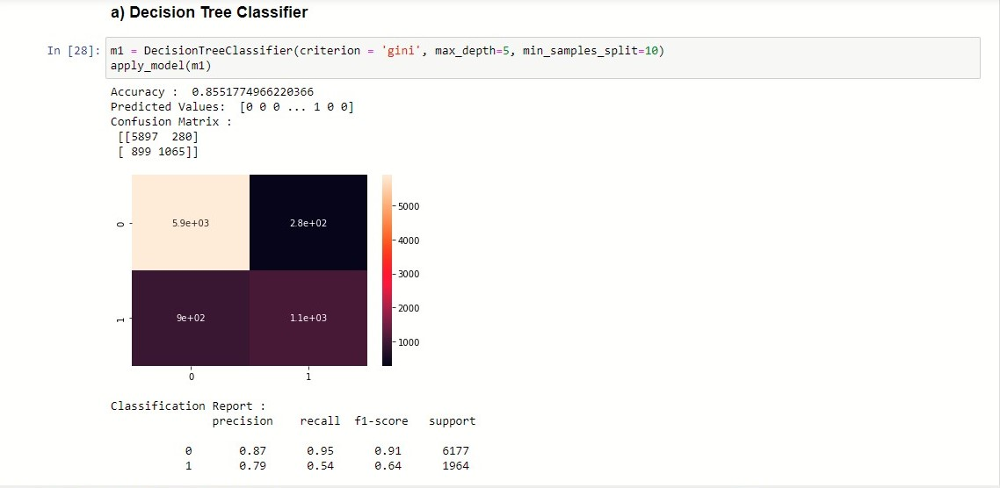 a) Decision Tree Classifier
In [28]: m1 = DecisionTreeClassifier(criterion = 'gini', max_depth=5, min_samples_split=10)
apply_model(m1)
Accuracy :  0.8551774966220366
Predicted Values:  [0 0 0 ... 1 0 0]
Confusion Matrix :
[[5897  280]
[ 899 1065]]
5000
0 5.9e+03 2.8e+02
4000
3000
2000
1 9e+02 1.1e+03
1000
0 1
Classification Report :
precision    recall  f1-score   support
0       0.87      0.95      0.91      6177
1       0.79      0.54      0.64      1964